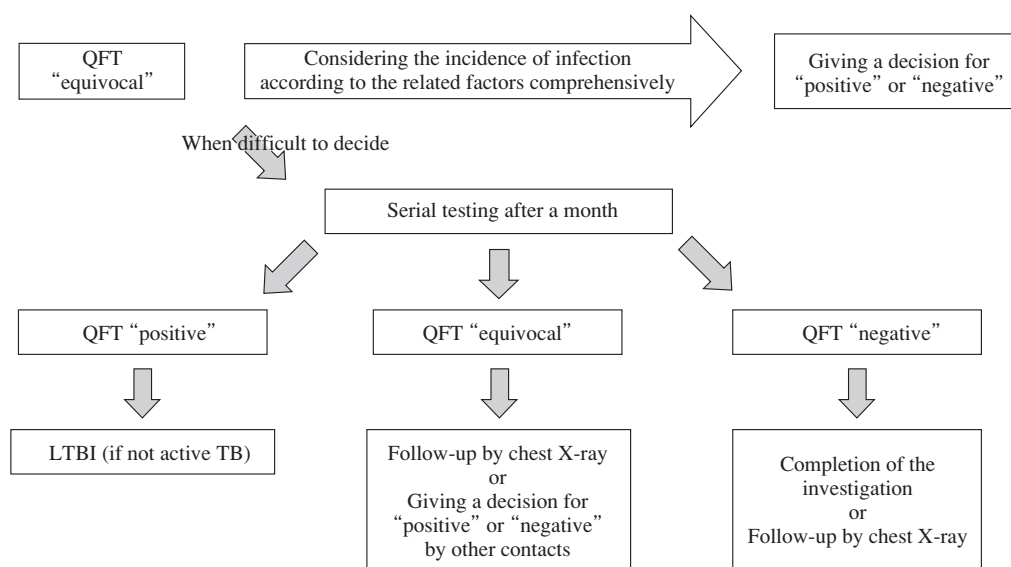 QFT
“equivocal”
Considering the incidence of infection
according to the related factors comprehensively
Giving a decision for
“positive” or “negative”
When difficult to decide
Serial testing after a month
QFT “positive”
QFT “equivocal”
QFT “negative”
LTBI (if not active TB)
Follow-up by chest X-ray
or
Giving a decision for
“positive” or “negative”
by other contacts
Completion of the
investigation
or
Follow-up by chest X-ray